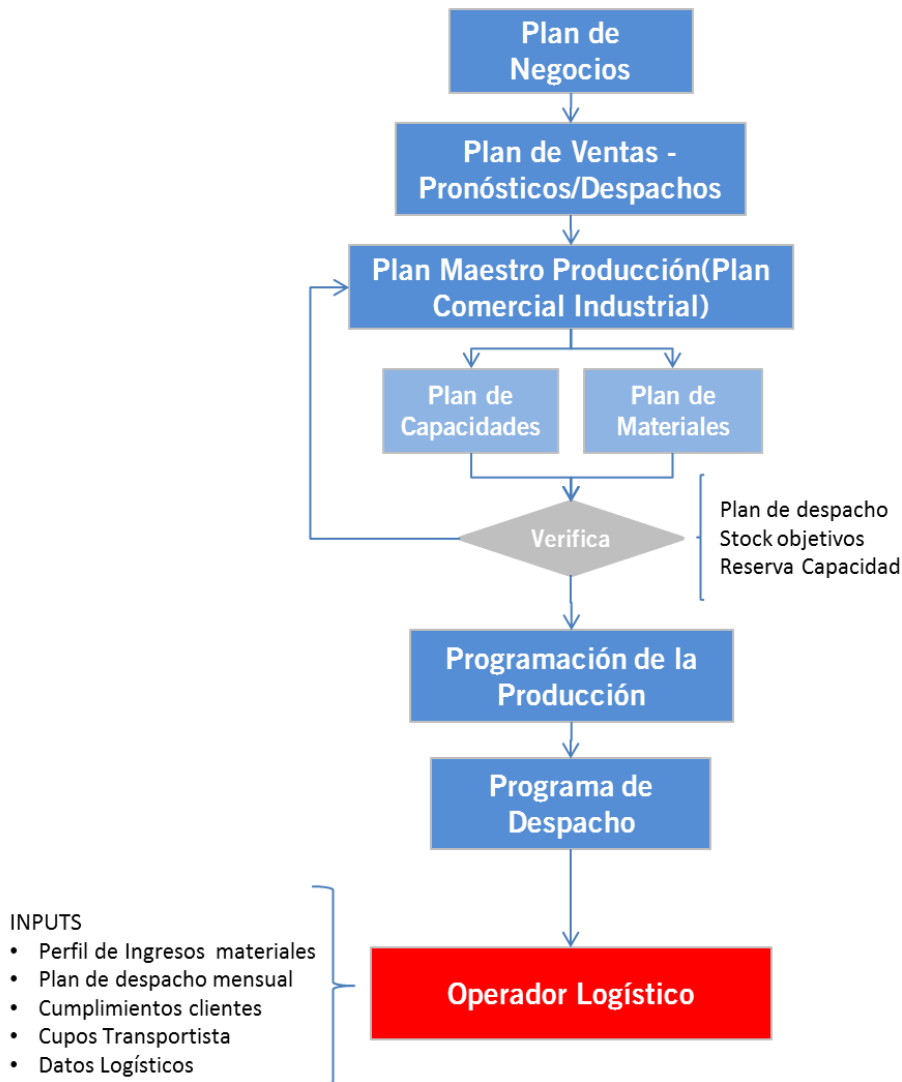 Plan de
Negocios
Plan de Ventas -
Pronósticos/Despachos
Plan Maestro Producción(Plan
Comercial Industrial)
Plan de
Capacidades
Plan de
Materiales
Verifica
Plan de despacho
Stock objetivos
Reserva Capacidad
Programación de la
Producción
Programa de
Despacho
INPUTS
• Perfil de Ingresos materiales
• Plan de despacho mensual
• Cumplimientos clientes
• Cupos Transportista
• Datos Logísticos
Operador Logístico